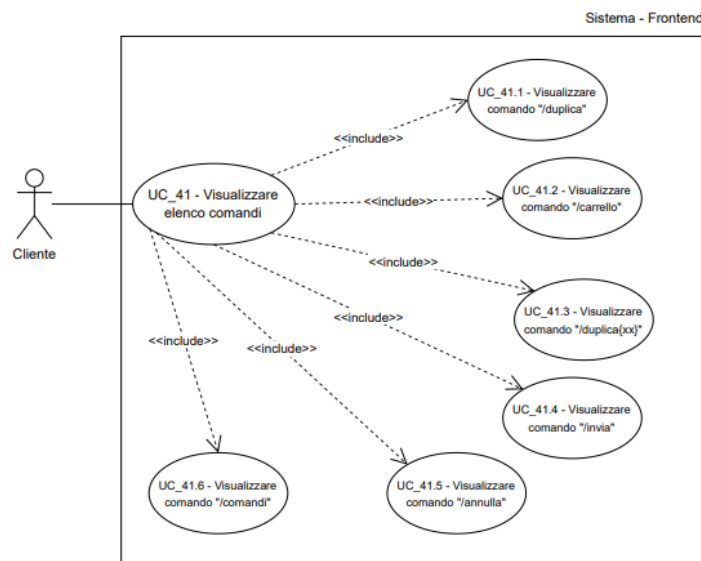 Sistema - Frontend
UC_41.1 - Visualizzare
comando "/duplica"
<<include>>
UC_41 - Visualizzare
elenco comandi
<<include>>
UC_41.2 - Visualizzare
comando "/carrello"
Cliente
<<include>>
UC_41.3 - Visualizzare
comando "/duplica{xx}"
<<include>>
<<include>>
<<include>>
UC_41.4 - Visualizzare
comando "/invia"
UC_41.6 - Visualizzare
comando "/comandi"
UC_41.5 - Visualizzare
comando "/annulla"